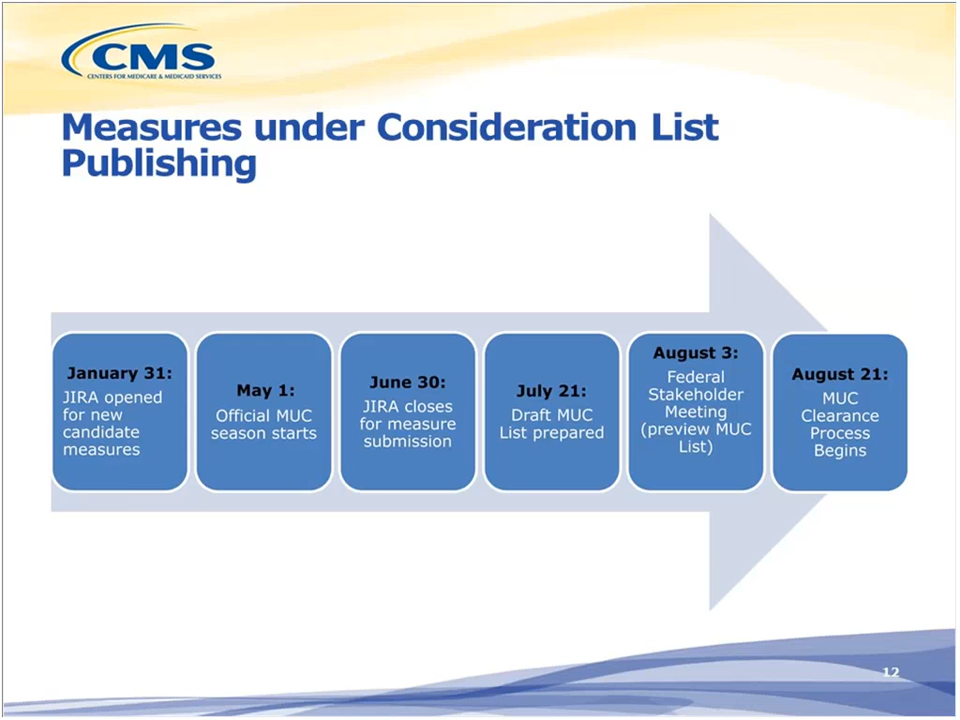 CMS
CENTERS FOR MEDICARE & MEDICAID SERVICES
Measures under Consideration List
Publishing
January 31:
JIRA opened
for new
candidate
measures
May 1:
Official MUC
season starts
June 30:
JIRA closes
for measure
submission
July 21:
Draft MUC
List prepared
August 3:
Federal
Stakeholder
Meeting
(preview MUC
List)
August 21:
MUC
Clearance
Process
Begins
12